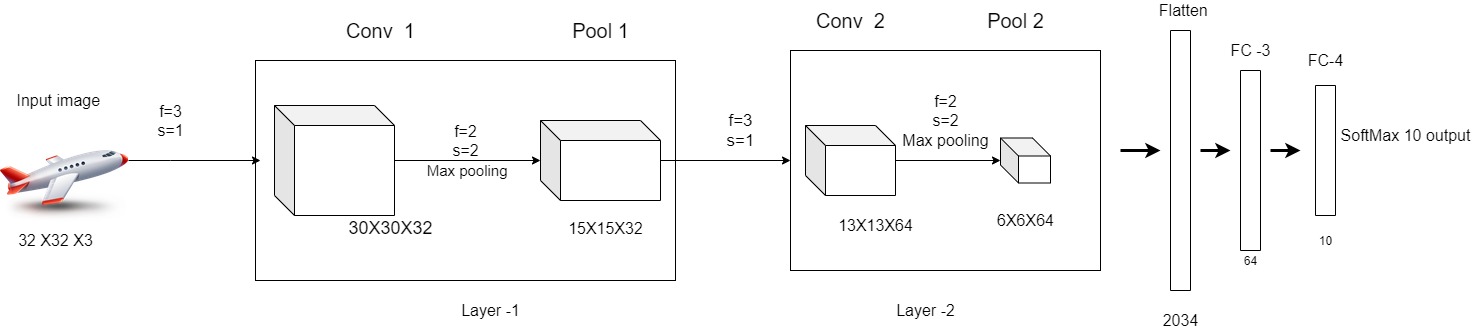 Input image
32 X32 X3
f=3
s=1
Conv  1
Pool 1
f=2
s=2
Max pooling
30X30X32
15X15X32
Layer -1
f=3
s=1
Conv  2
Pool 2
f=2
s=2
Max pooling
13X13X64
6X6X64
Layer -2
Flatten
2034
FC -3
64
FC-4
10
SoftMax 10 output